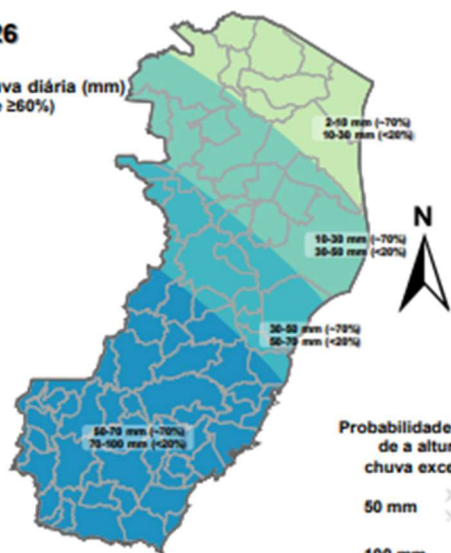 26
uva diária (mm)
e ≥60%)
2-10 mm (~70%)
10-30 mm (<20%)
N
10-30 mm (~70%)
30-50 mm (<20%)
30-50 mm (~70%)
50-70 mm (<20%)
50-70 mm (~70%)
70-100 mm (<20%)
Probabilidade
de a altur
chuva exce
50 mm
100 mm